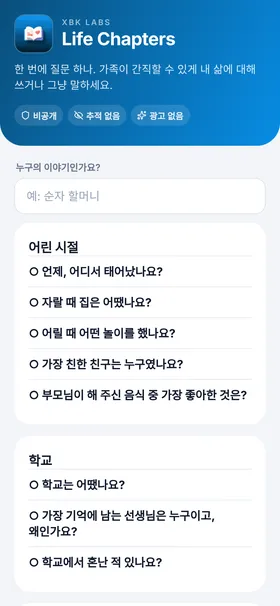 XBK LABS
Life Chapters
한 번에 질문 하나. 가족이 간직할 수 있게 내 삶에 대해
쓰거나 그냥 말하세요.
비공개
추적 없음
광고 없음
누구의 이야기인가요?
예: 순자 할머니
어린 시절
언제, 어디서 태어났나요?
자랄 때 집은 어땠나요?
어릴 때 어떤 놀이를 했나요?
가장 친한 친구는 누구였나요?
부모님이 해 주신 음식 중 가장 좋아한 것은?
학교
학교는 어땠나요?
가장 기억에 남는 선생님은 누구이고,
왜인가요?
학교에서 혼난 적 있나요?